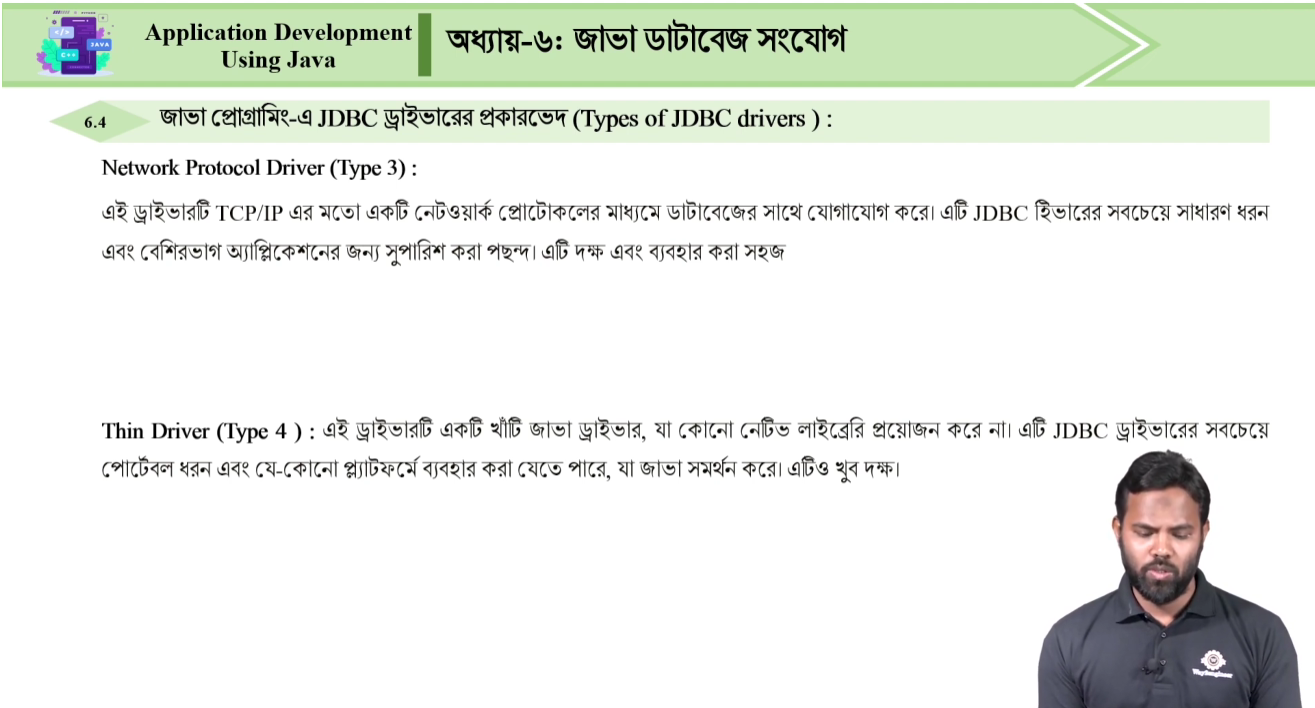 Application Development
Using Java
অধ্যায়-৬: জাভা ডাটাবেজ সংযোগ
6.4
জাভা প্রোগ্রামিং-এ JDBC ড্রাইভারের প্রকারভেদ (Types of JDBC drivers ) :
Network Protocol Driver (Type 3) :
এই ড্রাইভারটি TCP/IP এর মতো একটি নেটওয়ার্ক প্রোটোকলের মাধ্যমে ডাটাবেজের সাথে যোগাযোগ করে। এটি JDBC হিভারের সবচেয়ে সাধারণ ধরন
এবং বেশিরভাগ অ্যাপ্লিকেশনের জন্য সুপারিশ করা পছন্দ। এটি দক্ষ এবং ব্যবহার করা সহজ
Thin Driver (Type 4 ) : এই ড্রাইভারটি একটি খাঁটি জাভা ড্রাইভার, যা কোনো নেটিভ লাইব্রেরি প্রয়োজন করে না। এটি JDBC ড্রাইভারের সবচেয়ে
পোর্টেবল ধরন এবং যে-কোনো প্ল্যাটফর্মে ব্যবহার করা যেতে পারে, যা জাভা সমর্থন করে। এটিও খুব দক্ষ।
</>
JAVA
C++